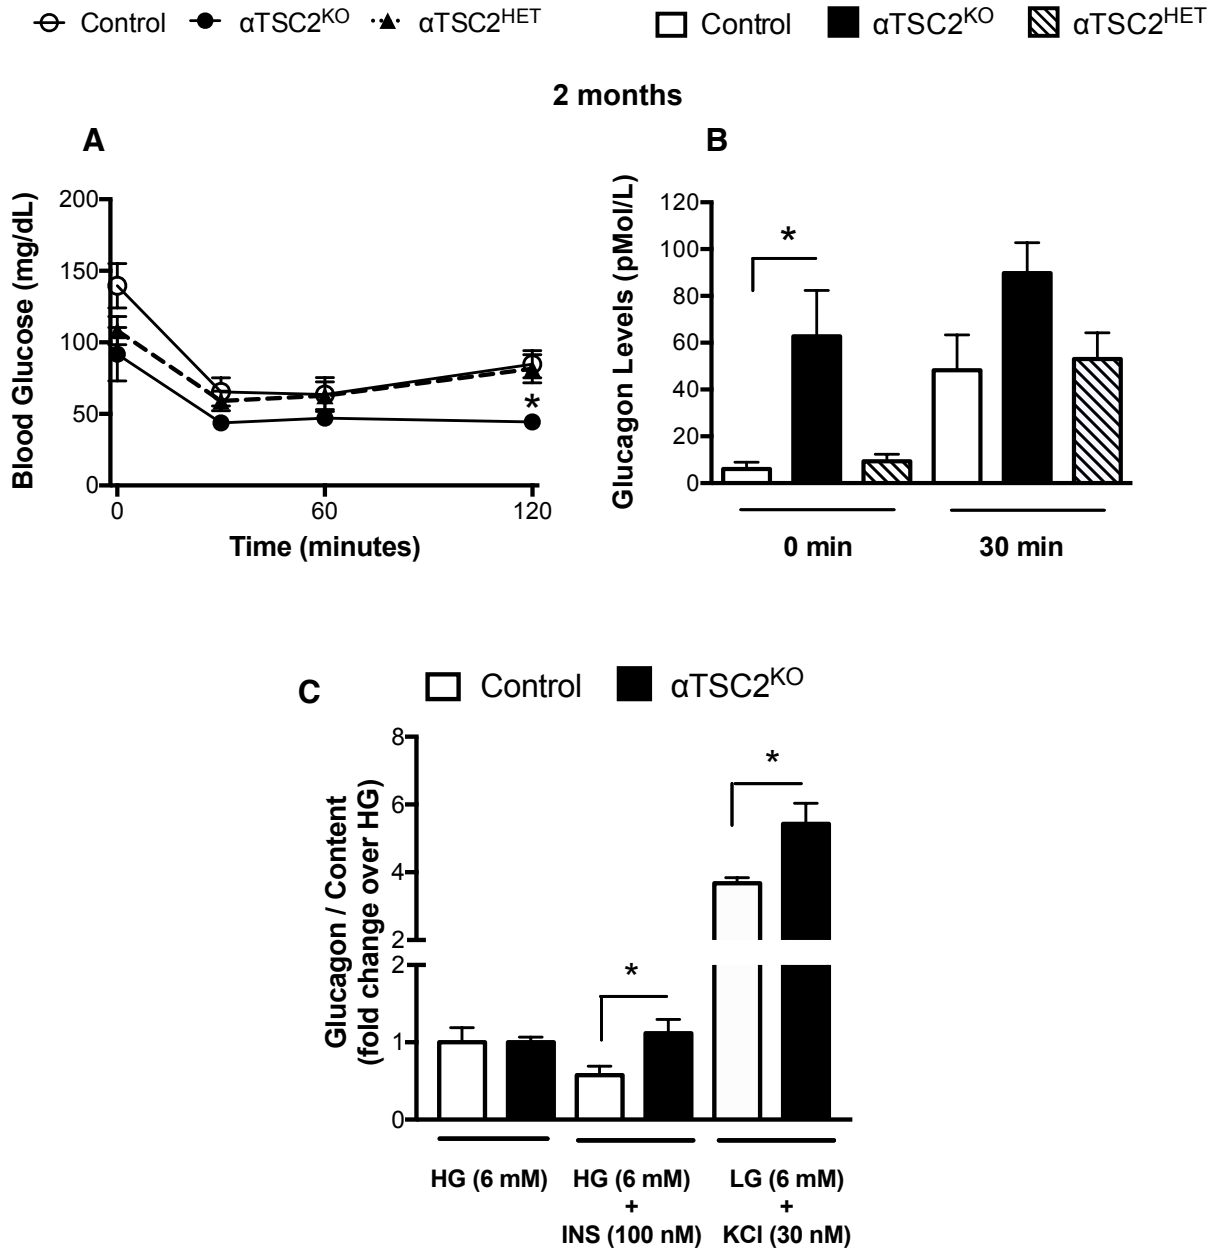 Control αTSC2KO αTSC2HET Control αTSC2KO αTSC2HET
2 months
A
B
Blood Glucose (mg/dL)
200
150
100
50
0
*
0 60 120
Time (minutes)
Glucagon Levels (pMol/L)
120
100
80
60
40
20
0
*
0 min 30 min
C
Control αTSC2KO
Glucagon / Content
(fold change over HG)
8
6
4
2
2
1
0
*
*
HG (6 mM) HG (6 mM) LG (6 mM)
+ +
INS (100 nM) KCl (30 nM)